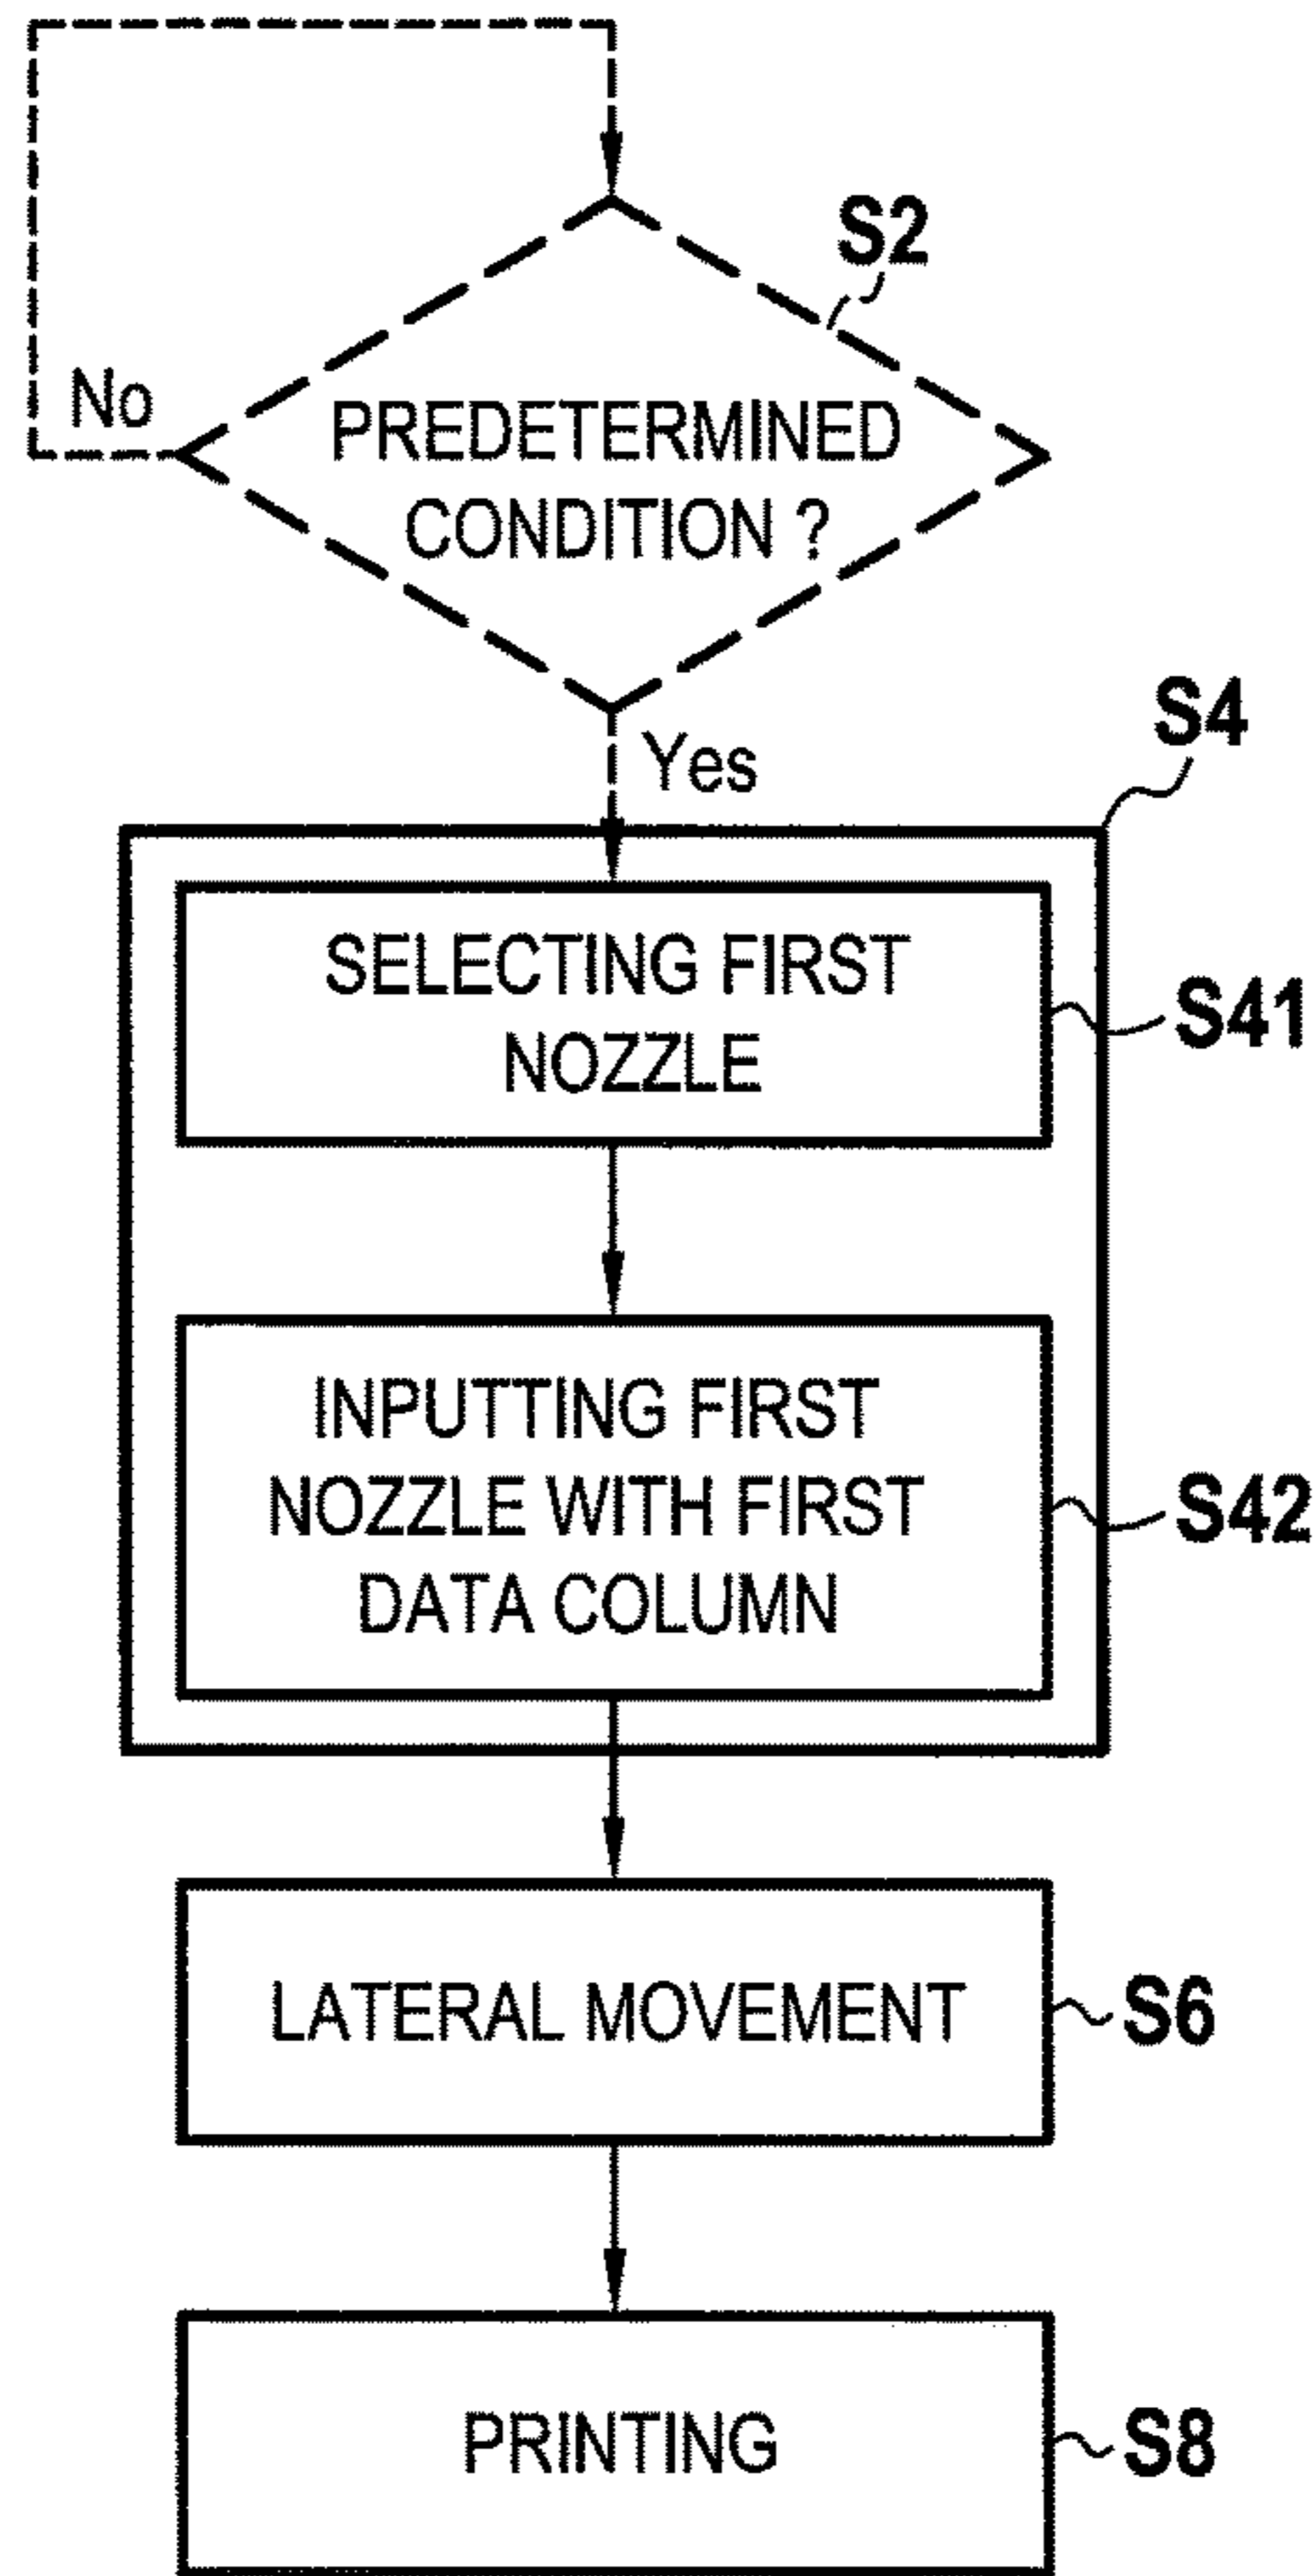 S2
No
PREDETERMINED
CONDITION ?
Yes
S4
SELECTING FIRST
NOZZLE
S41
INPUTTING FIRST
NOZZLE WITH FIRST
DATA COLUMN
S42
LATERAL MOVEMENT
S6
PRINTING
S8